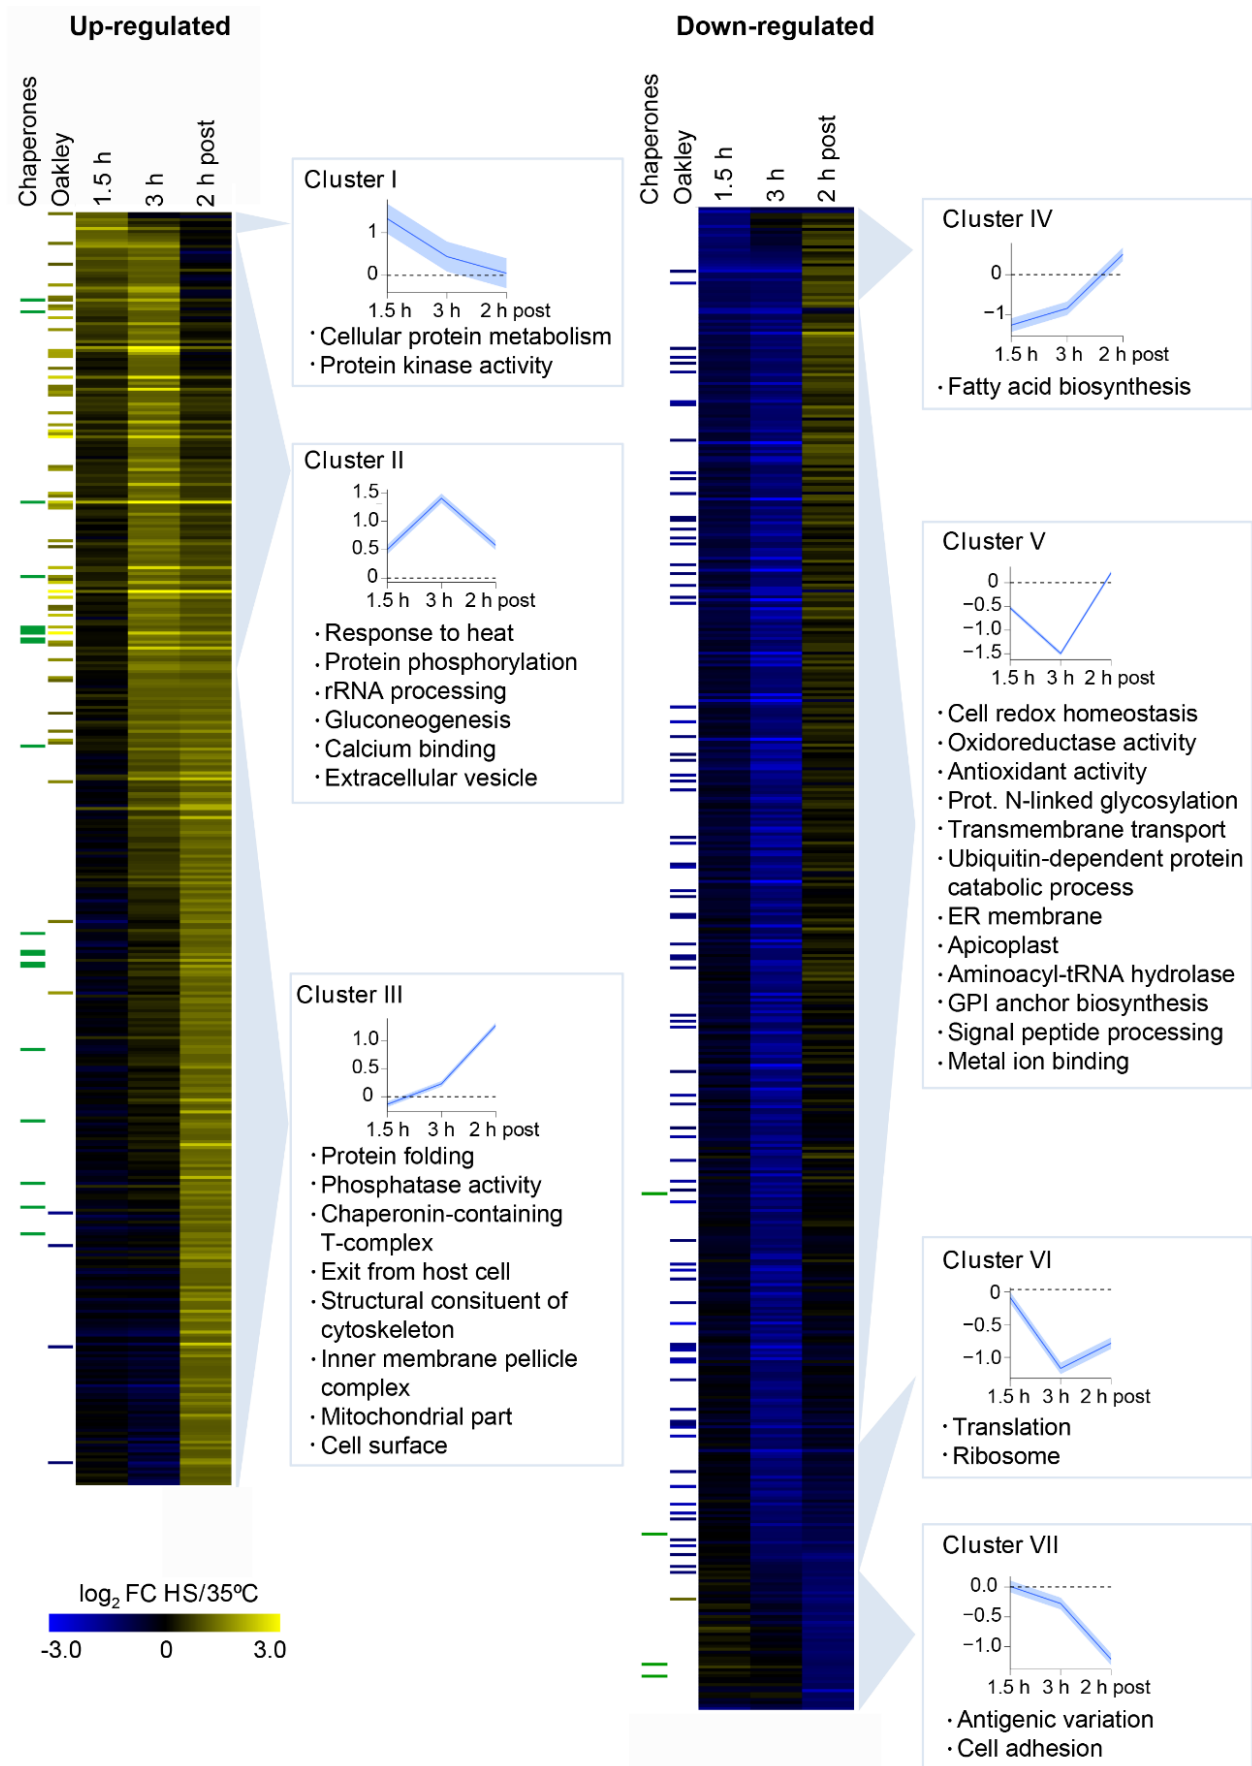 Up-regulated
Chaperones
Oakley
1.5 h
3 h
2 h post
Cluster I
1
0
1.5 h 3 h 2 h post
· Cellular protein metabolism
· Protein kinase activity
Cluster II
1.5
1.0
0.5
0
1.5 h 3 h 2 h post
· Response to heat
· Protein phosphorylation
· rRNA processing
· Gluconeogenesis
· Calcium binding
· Extracellular vesicle
Cluster III
1.0
0.5
0
1.5 h 3 h 2 h post
· Protein folding
· Phosphatase activity
· Chaperonin-containing
T-complex
· Exit from host cell
· Structural consituent of
cytoskeleton
· Inner membrane pellicle
complex
· Mitochondrial part
· Cell surface
log₂ FC HS/35ºC
-3.0 0 3.0
Down-regulated
Chaperones
Oakley
1.5 h
3 h
2 h post
Cluster IV
0
−1
1.5 h 3 h 2 h post
· Fatty acid biosynthesis
Cluster V
0
−0.5
−1.0
−1.5
1.5 h 3 h 2 h post
· Cell redox homeostasis
· Oxidoreductase activity
· Antioxidant activity
· Prot. N-linked glycosylation
· Transmembrane transport
· Ubiquitin-dependent protein
catabolic process
· ER membrane
· Apicoplast
· Aminoacyl-tRNA hydrolase
· GPI anchor biosynthesis
· Signal peptide processing
· Metal ion binding
Cluster VI
0
−0.5
−1.0
1.5 h 3 h 2 h post
· Translation
· Ribosome
Cluster VII
0.0
−0.5
−1.0
1.5 h 3 h 2 h post
· Antigenic variation
· Cell adhesion